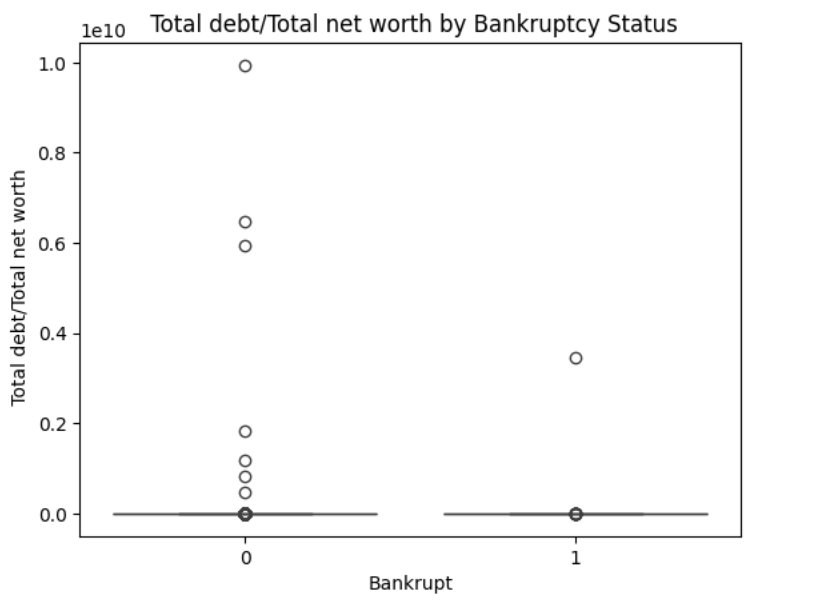 Total debt/Total net worth by Bankruptcy Status
1e10
1.0
0.8
0.6
0.4
0.2
0.0
Total debt/Total net worth
0 1
Bankrupt